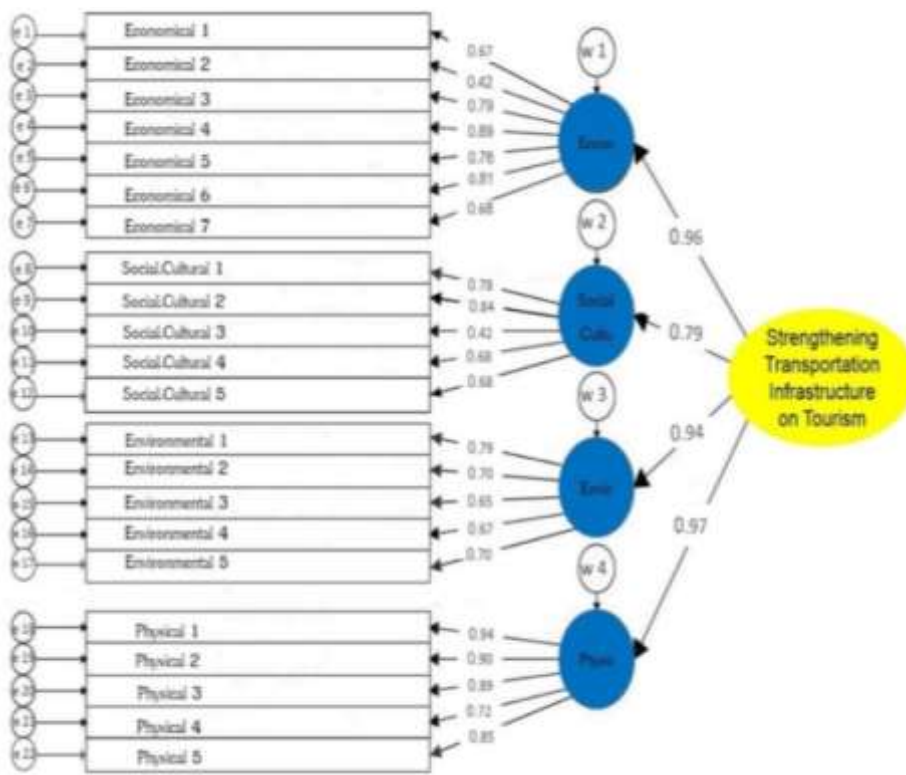 e1
Economical 1
0.67
w 1
e2
Economical 2
0.42
e3
Economical 3
0.79
e4
Economical 4
0.89
Econo
e5
Economical 5
0.76
e6
Economical 6
0.81
e7
Economical 7
0.68
w 2
0.96
e8
Social.Cultural 1
0.78
e9
Social.Cultural 2
0.84
Social
e10
Social.Cultural 3
0.42
Cultu
0.79
e11
Social.Cultural 4
0.68
e12
Social.Cultural 5
0.68
Strengthening
Transportation
Infrastructure
on Tourism
w 3
e13
Environmental 1
0.79
0.94
e14
Environmental 2
0.70
e15
Environmental 3
0.65
e16
Environmental 4
0.67
e17
Environmental 5
0.70
0.97
w 4
e18
Physical 1
0.94
e19
Physical 2
0.90
e20
Physical 3
0.89
e21
Physical 4
0.72
e22
Physical 5
0.85